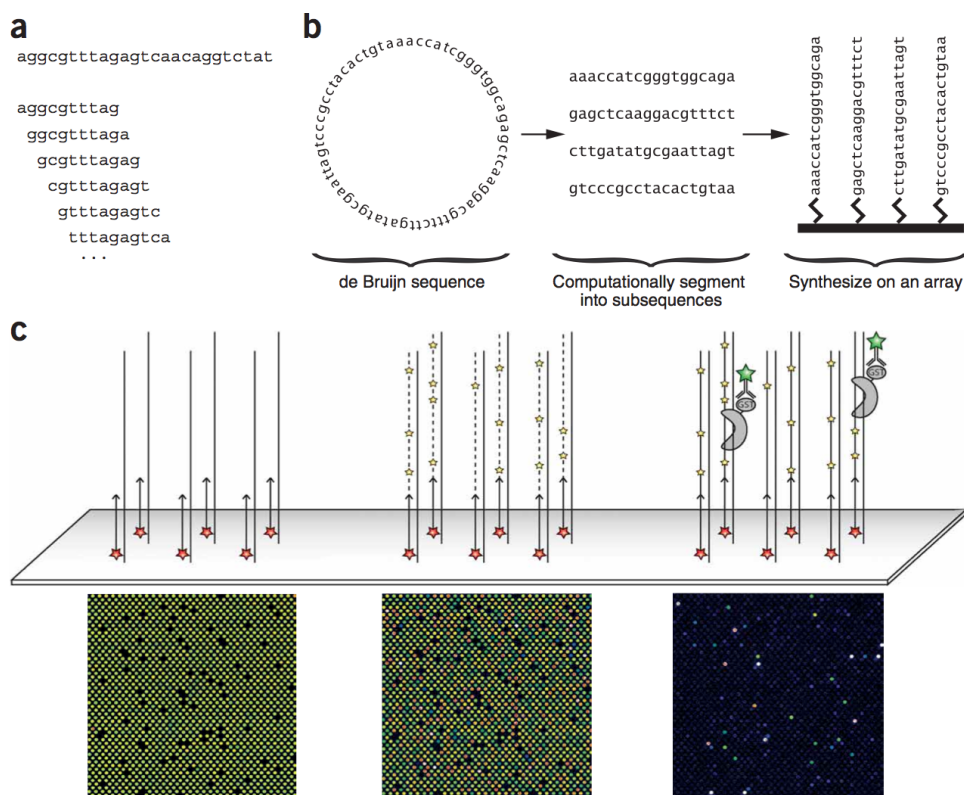 a
aggcgtttagagtcaacaggtctat
aggcgtttag
ggcgtttaga
gcgtttagag
cgtttagagt
gtttagagtc
tttagagtca
...
b
aaaccatcgggtggcagagctcaaggacgtttcttgatatgcgaattagtcccgcctacactgt
de Bruijn sequence
aaaccatcgggtggcaga
gagctcaaggacgtttct
cttgatatgcgaattagt
gtcccgcctacactgtaa
Computationally segment
into subsequences
aaaccatcgggtggcaga
gagctcaaggacgtttct
cttgatatgcgaattagt
gtcccgcctacactgtaa
Synthesize on an array
c
GST
GST